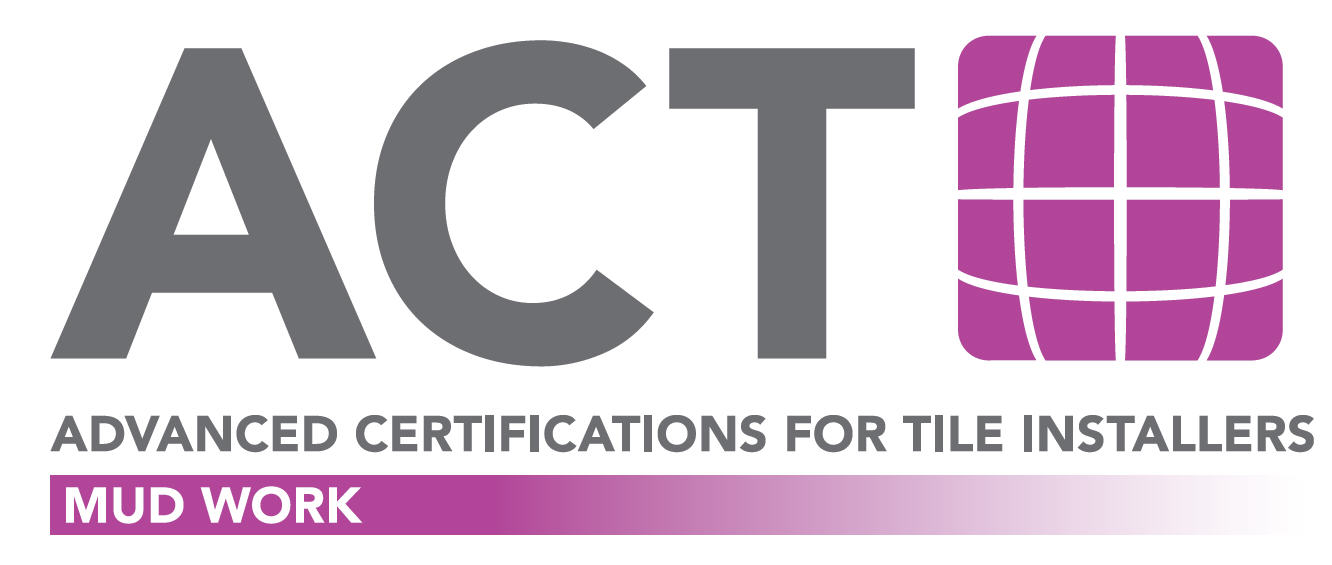 ACT
ADVANCED CERTIFICATIONS FOR TILE INSTALLERS
MUD WORK